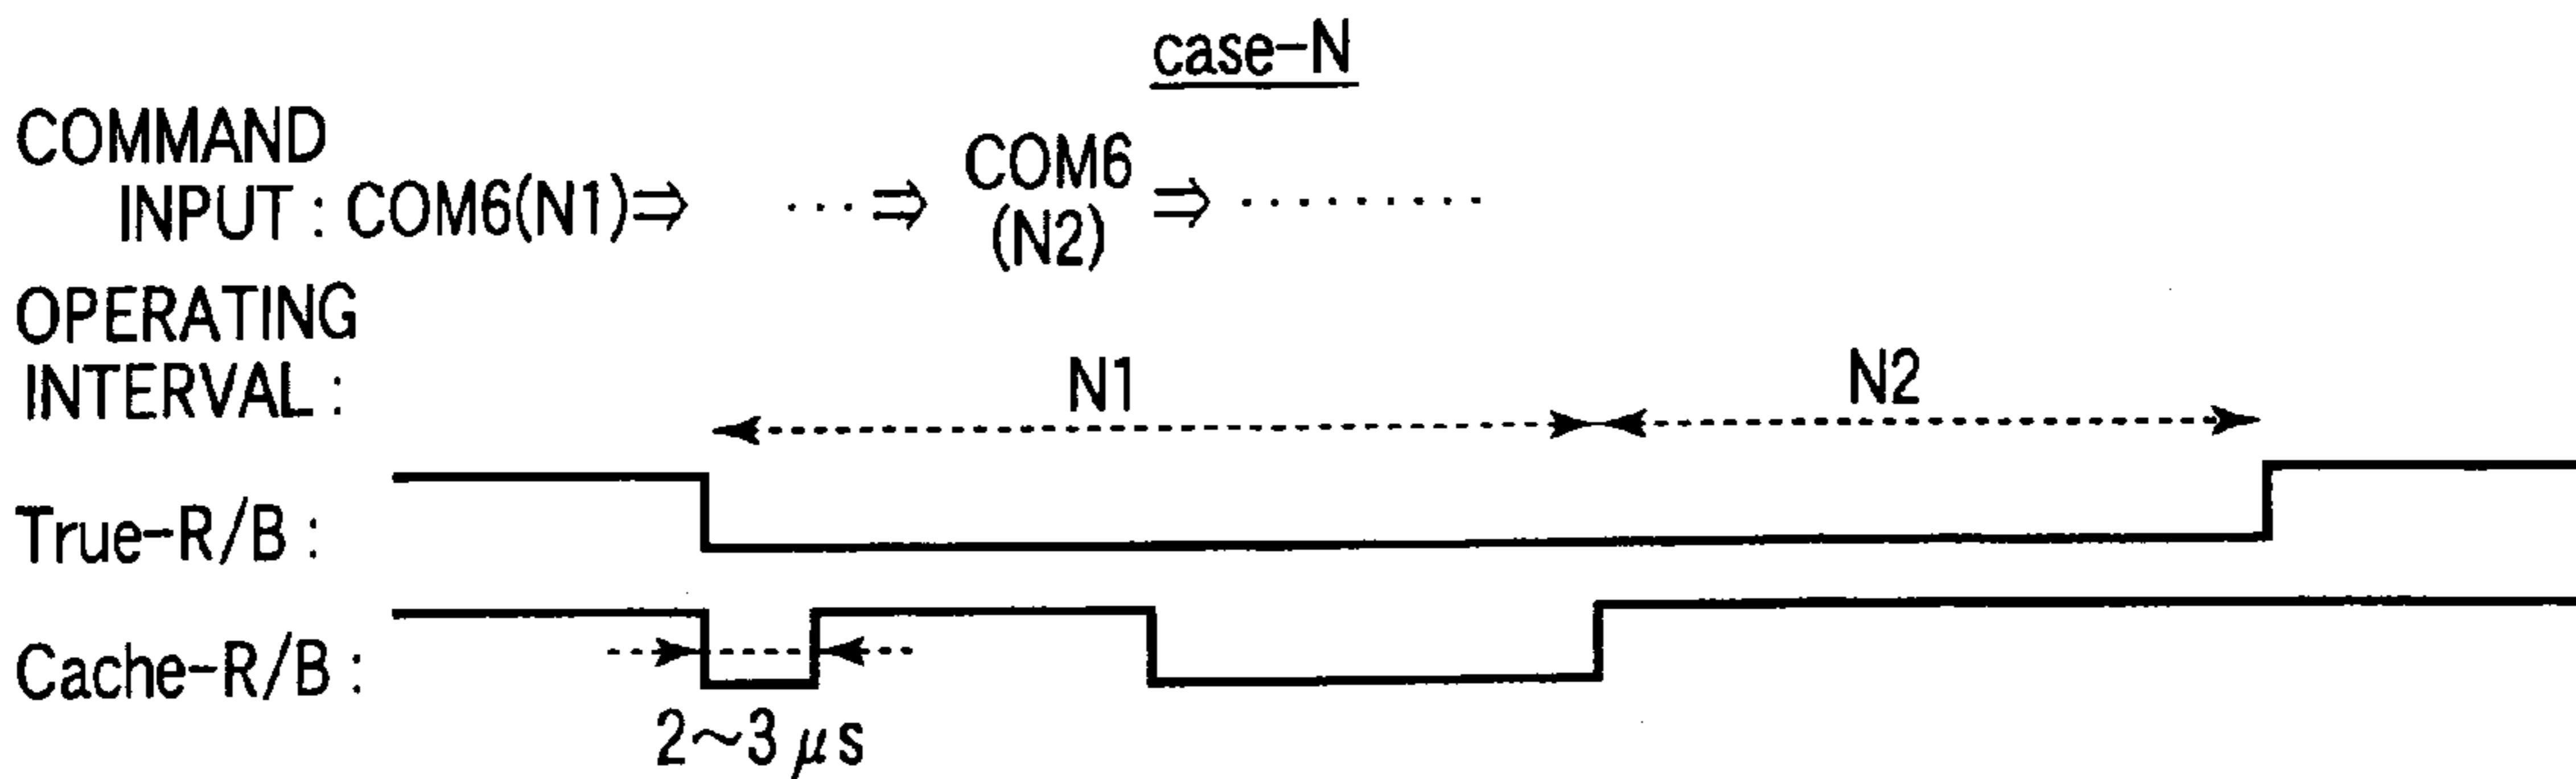 case-N
COMMAND
INPUT : COM6(N1)⇒ ··· ⇒ COM6 ⇒ ·········
(N2)
OPERATING
INTERVAL :
N1 N2
True-R/B :
Cache-R/B :
2~3 μs